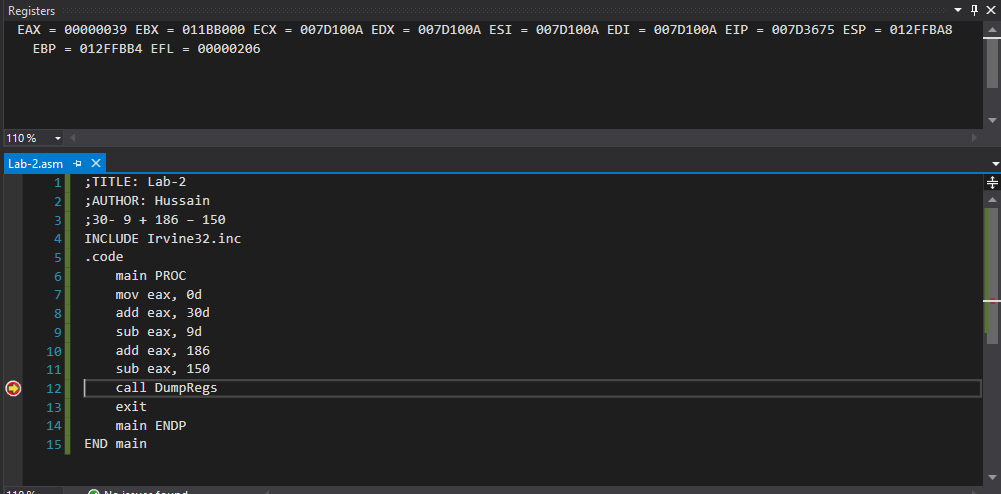 Registers
EAX = 00000039 EBX = 011BB000 ECX = 007D100A EDX = 007D100A ESI = 007D100A EDI = 007D100A EIP = 007D3675 ESP = 012FFBA8
EBP = 012FFBB4 EFL = 00000206
110 %
Lab-2.asm
1 ;TITLE: Lab-2
2 ;AUTHOR: Hussain
3 ;30- 9 + 186 – 150
4 INCLUDE Irvine32.inc
5 .code
6 main PROC
7 mov eax, 0d
8 add eax, 30d
9 sub eax, 9d
10 add eax, 186
11 sub eax, 150
12 call DumpRegs
13 exit
14 main ENDP
15 END main
110 % No issues found